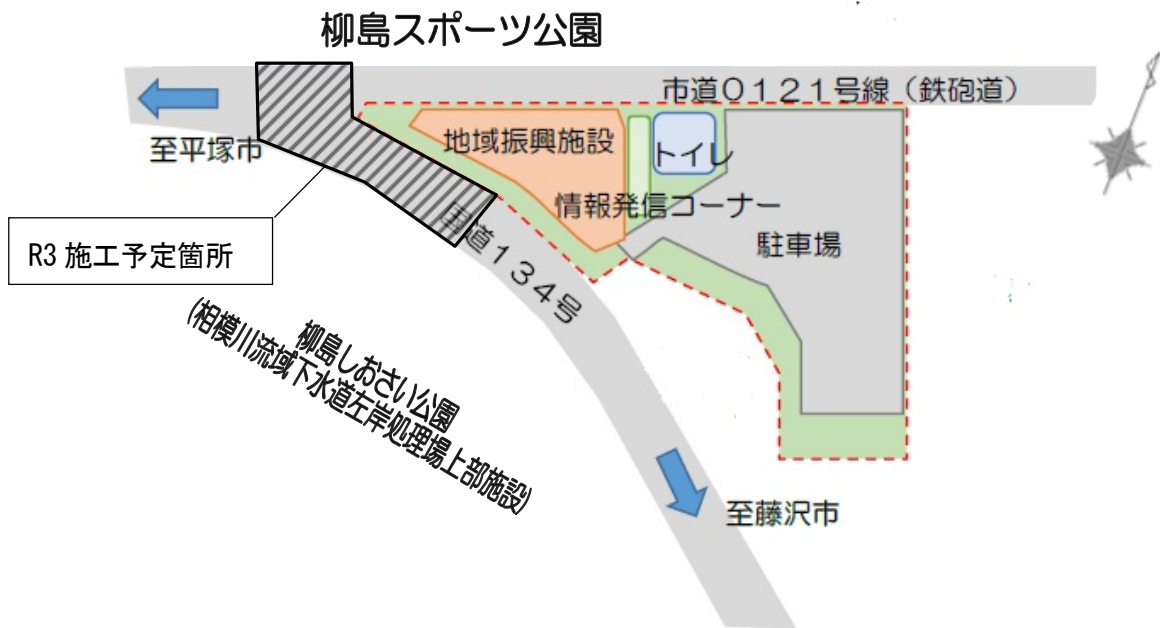 柳島スポーツ公園
市道０１２１号線（鉄砲道）
至平塚市
地域振興施設
トイレ
情報発信コーナー
駐車場
R3 施工予定箇所
国道１３４号
柳島しおさい公園
(相模川流域下水道左岸処理場上部施設)
至藤沢市